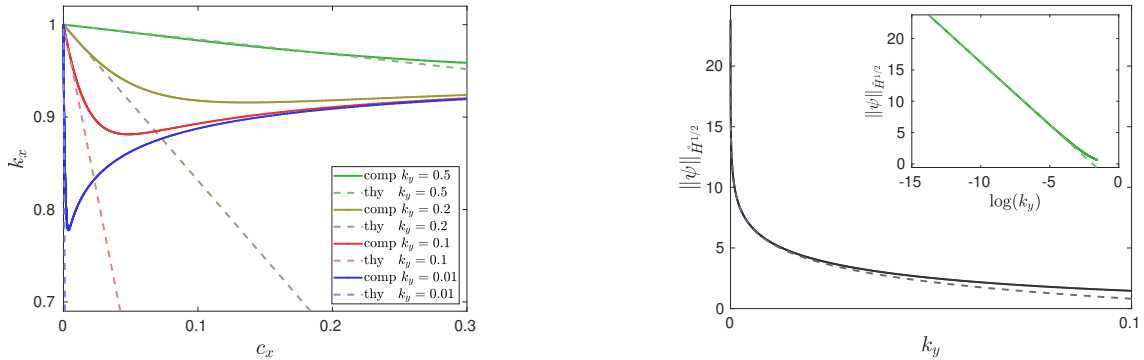 1
0.9
0.8
0.7
k_x
0
0.1
0.2
0.3
c_x
comp k_y = 0.5
thy k_y = 0.5
comp k_y = 0.2
thy k_y = 0.2
comp k_y = 0.1
thy k_y = 0.1
comp k_y = 0.01
thy k_y = 0.01
20
15
10
5
0
||ψ||_{H̊^{1/2}}
0
0.1
k_y
20
15
10
5
0
||ψ||_{H̊^{1/2}}
-15
-10
-5
0
log(k_y)